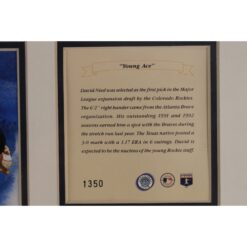 "Young Ace"
David Nied was selected as the first pick in the Major
League expansion draft by the Colorado Rockies.
The 6'2" right hander came from the Atlanta Braves
organization. His outstanding 1991 and 1992
seasons earned him a spot with the Braves during
the stretch run last year. The Texas native posted
a 3-0 mark with a 1.17 ERA in 6 outings. David is
expected to be the nucleus of the young Rockies staff.
1350